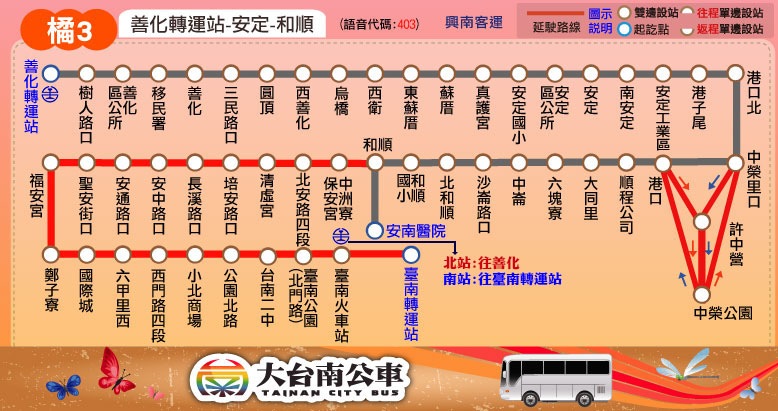 橘3
善化轉運站-安定-和順
(語音代碼:403)
興南客運
延駛路線
圖示
說明
雙邊設站
往程單邊設站
起訖點
返程單邊設站
善化轉運站
樹人路口
善化
區公所
移民署
善化
三民路口
圓頂
西善化
烏橋
西衛
東蘇厝
蘇厝
真護宮
安定國小
安定
區公所
安定
南安定
安定工業區
港子尾
港口北
福安宮
聖安街口
安通路口
安中路口
長溪路口
培安路口
清虛宮
北安路四段
中洲寮
保安宮
和順
國和
小順
北和順
沙崙路口
中崙
六塊寮
大同里
順程公司
港口
中榮里口
許中營
中榮公園
安南醫院
北站:往善化
南站:往臺南轉運站
鄭子寮
國際城
六甲里西
西門路四段
小北商場
公園北路
台南二中
臺南公園
(北門路)
臺南火車站
臺南轉運站
大台南公車
TAINAN CITY BUS